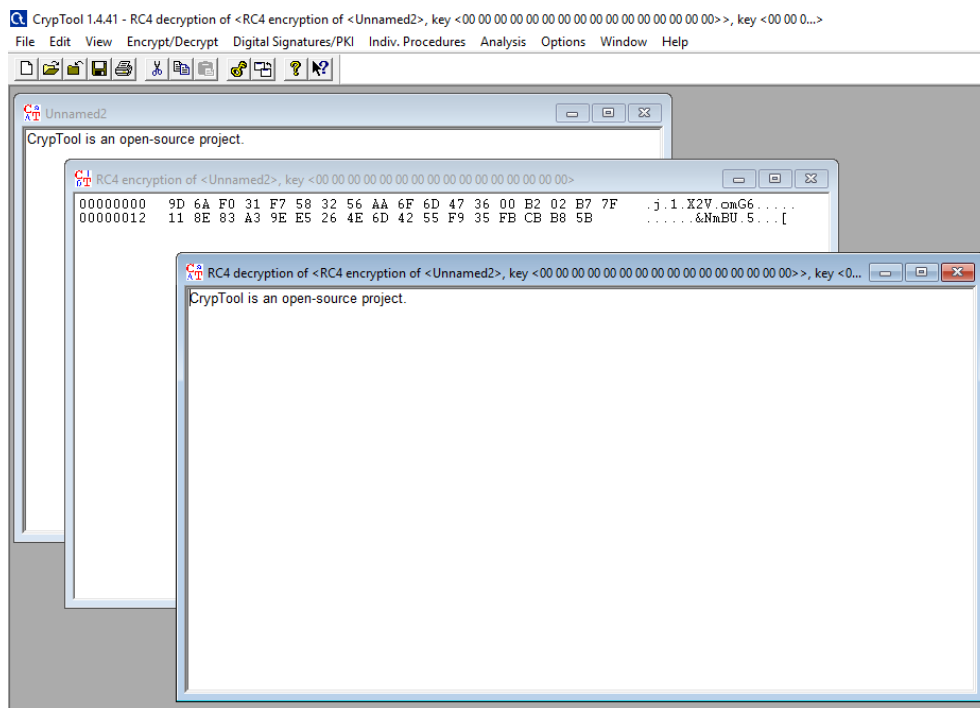 CrypTool 1.4.41 - RC4 decryption of <RC4 encryption of <Unnamed2>, key <00 00 00 00 00 00 00 00 00 00 00 00 00 00 00 00>>, key <00 00 0...>
File Edit View Encrypt/Decrypt Digital Signatures/PKI Indiv. Procedures Analysis Options Window Help
Unnamed2
CrypTool is an open-source project.
RC4 encryption of <Unnamed2>, key <00 00 00 00 00 00 00 00 00 00 00 00 00 00 00 00>
00000000 9D 6A F0 31 F7 58 32 56 AA 6F 6D 47 36 00 B2 02 B7 7F .j.1.X2V.omG6.....
00000012 11 8E 83 A3 9E E5 26 4E 6D 42 55 F9 35 FB CB B8 5B ......&NmBU.5...[
RC4 decryption of <RC4 encryption of <Unnamed2>, key <00 00 00 00 00 00 00 00 00 00 00 00 00 00 00 00>>, key <0...
CrypTool is an open-source project.